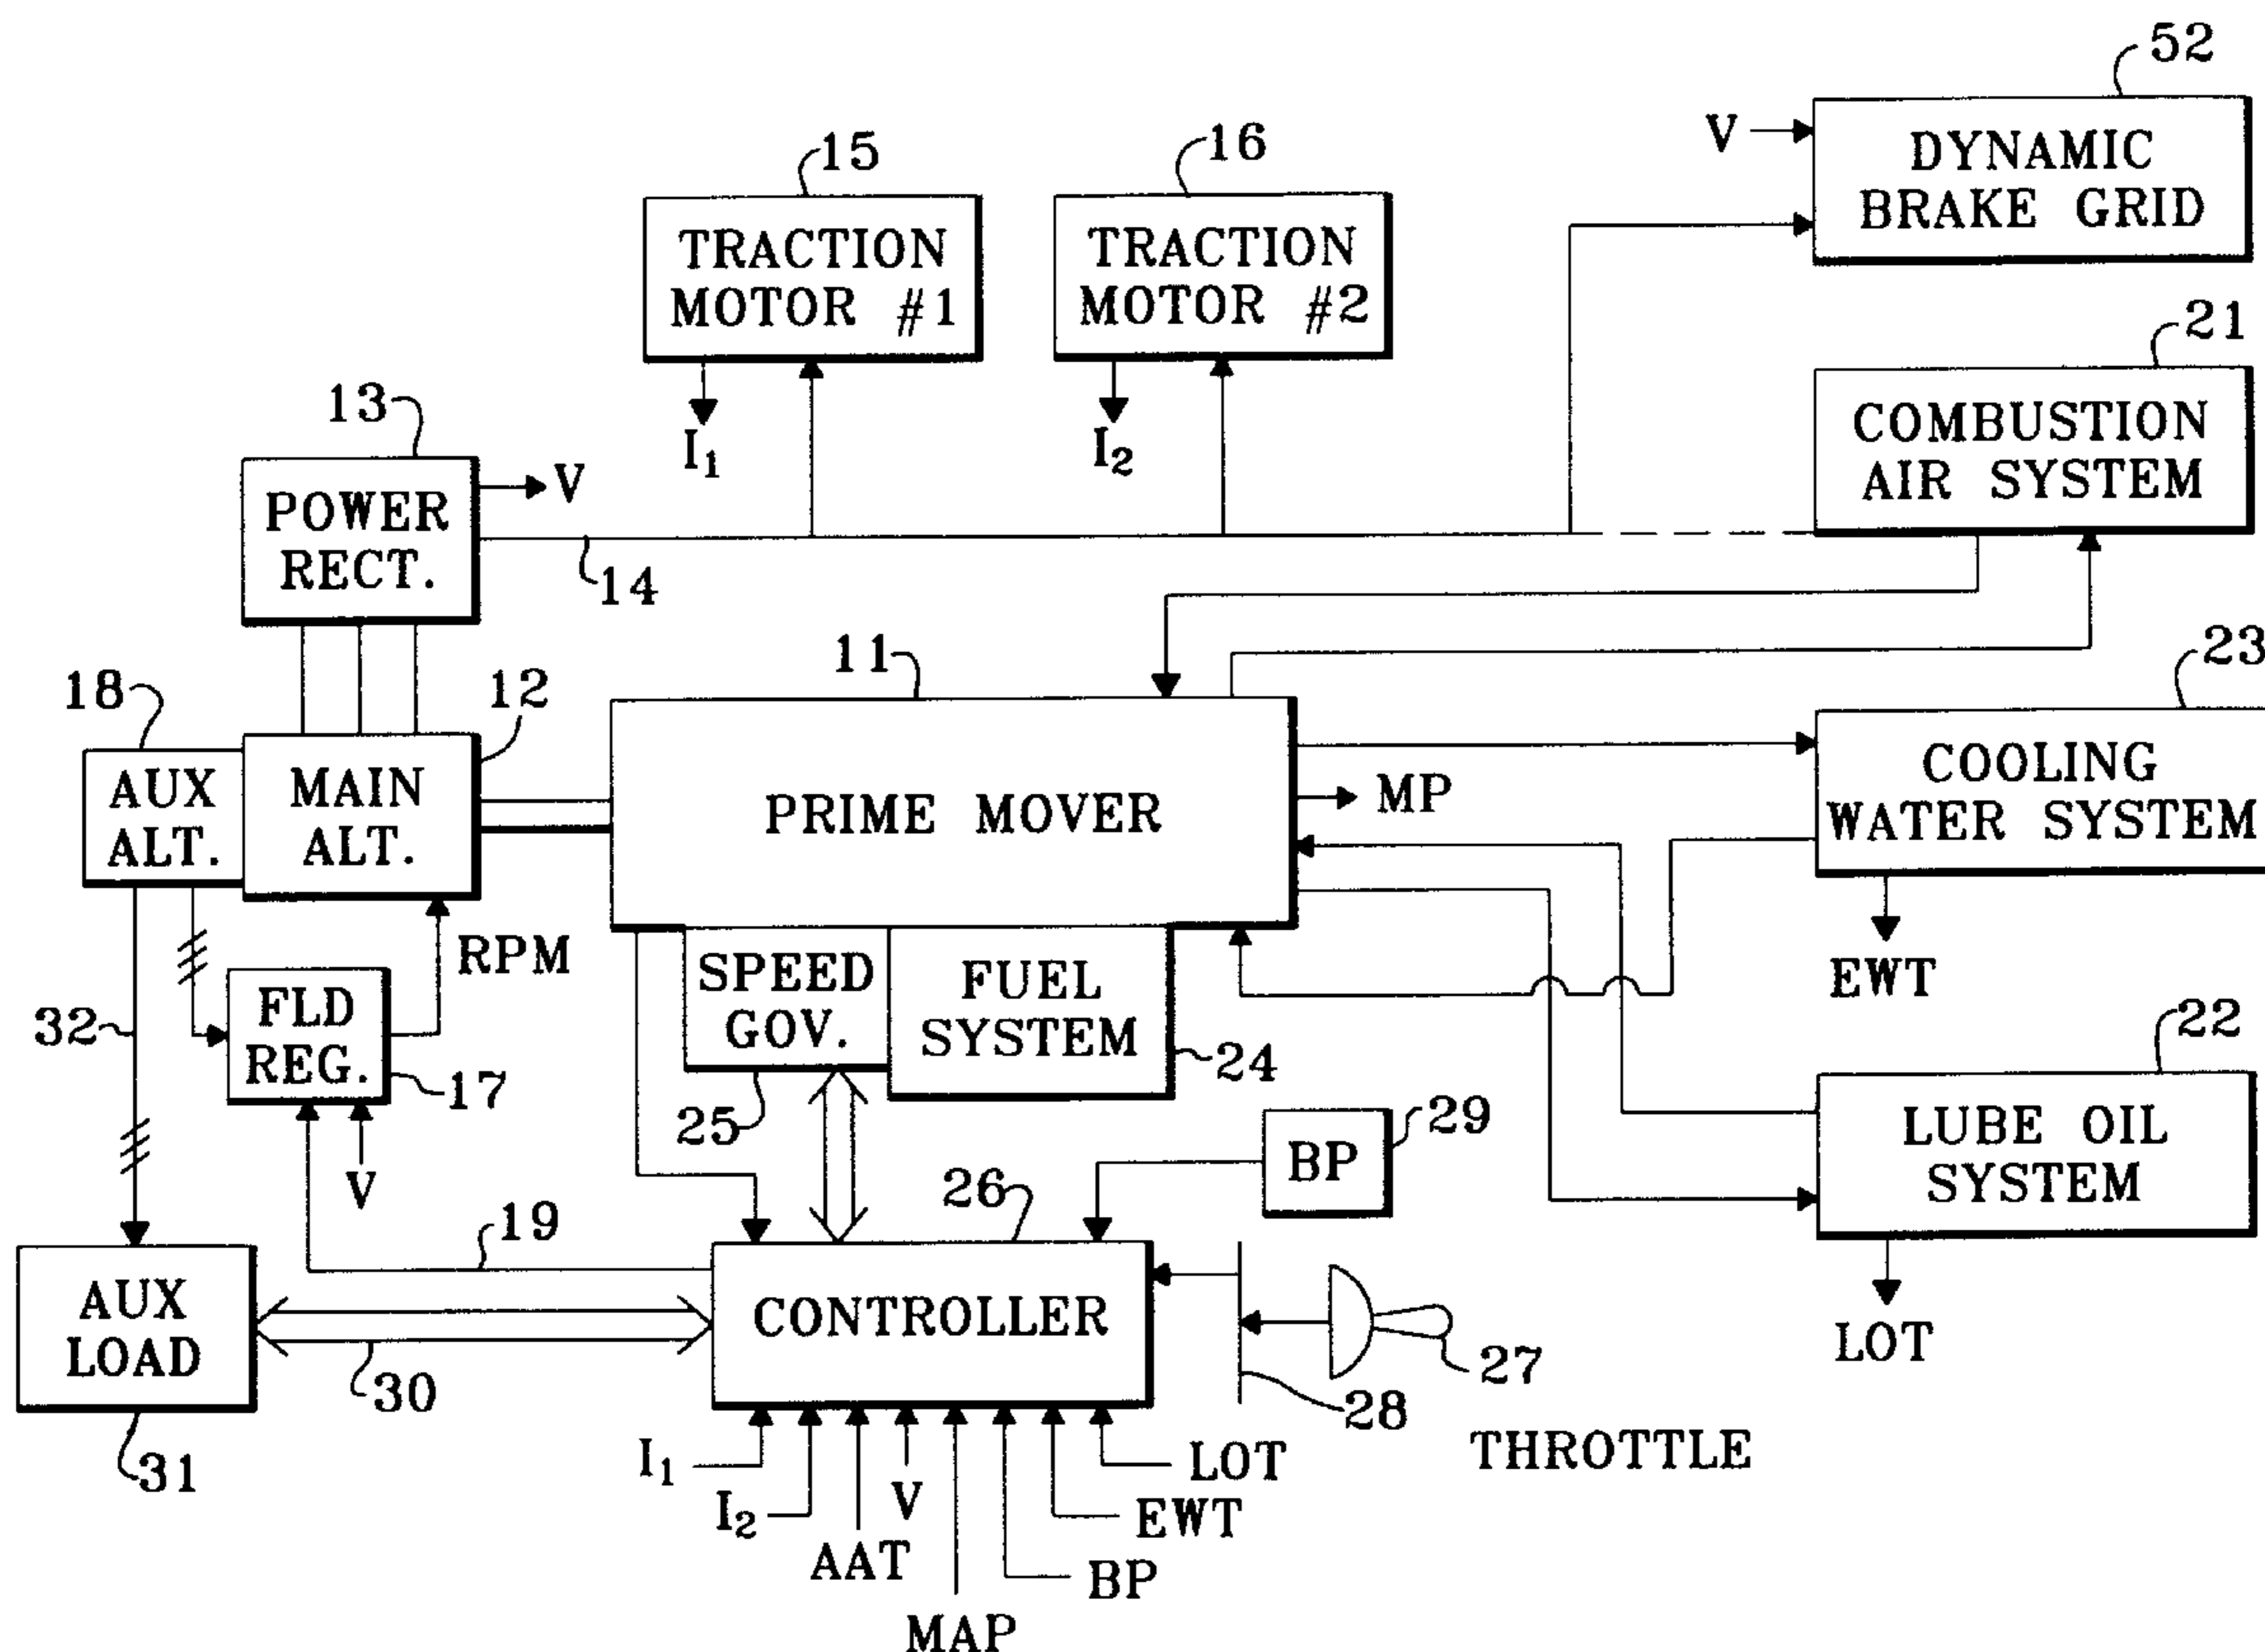 52
V
DYNAMIC
BRAKE GRID
15
16
TRACTION
MOTOR #1
TRACTION
MOTOR #2
I1
I2
21
COMBUSTION
AIR SYSTEM
13
POWER
RECT.
V
14
11
18
12
AUX
ALT.
MAIN
ALT.
PRIME MOVER
MP
23
COOLING
WATER SYSTEM
EWT
RPM
SPEED
GOV.
FUEL
SYSTEM
24
25
32
FLD
REG.
17
V
22
LUBE OIL
SYSTEM
LOT
29
BP
26
19
AUX
LOAD
31
30
CONTROLLER
27
28
THROTTLE
I1
I2
AAT
V
MAP
BP
EWT
LOT